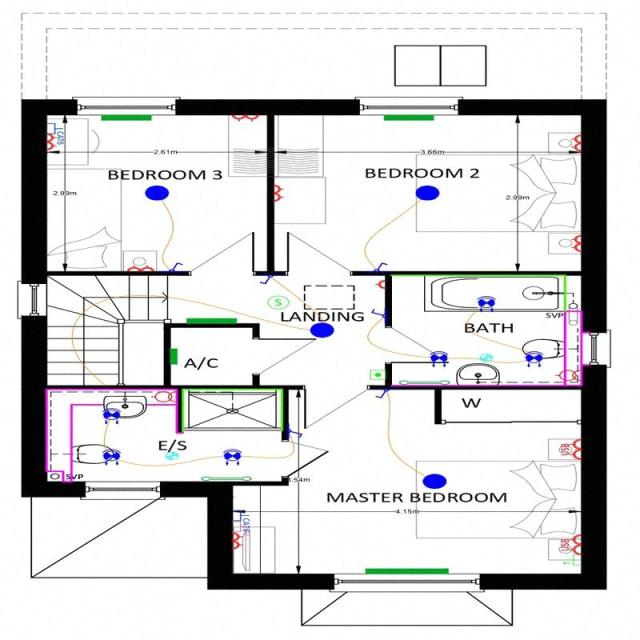 CAT6
2.61m
3.66m
BEDROOM 3
BEDROOM 2
2.99m
2.99m
S
LANDING
SVP
BATH
A/C
W
E/S
SVP
3.54m
USB
MASTER BEDROOM
4.15m
CAT6
USB